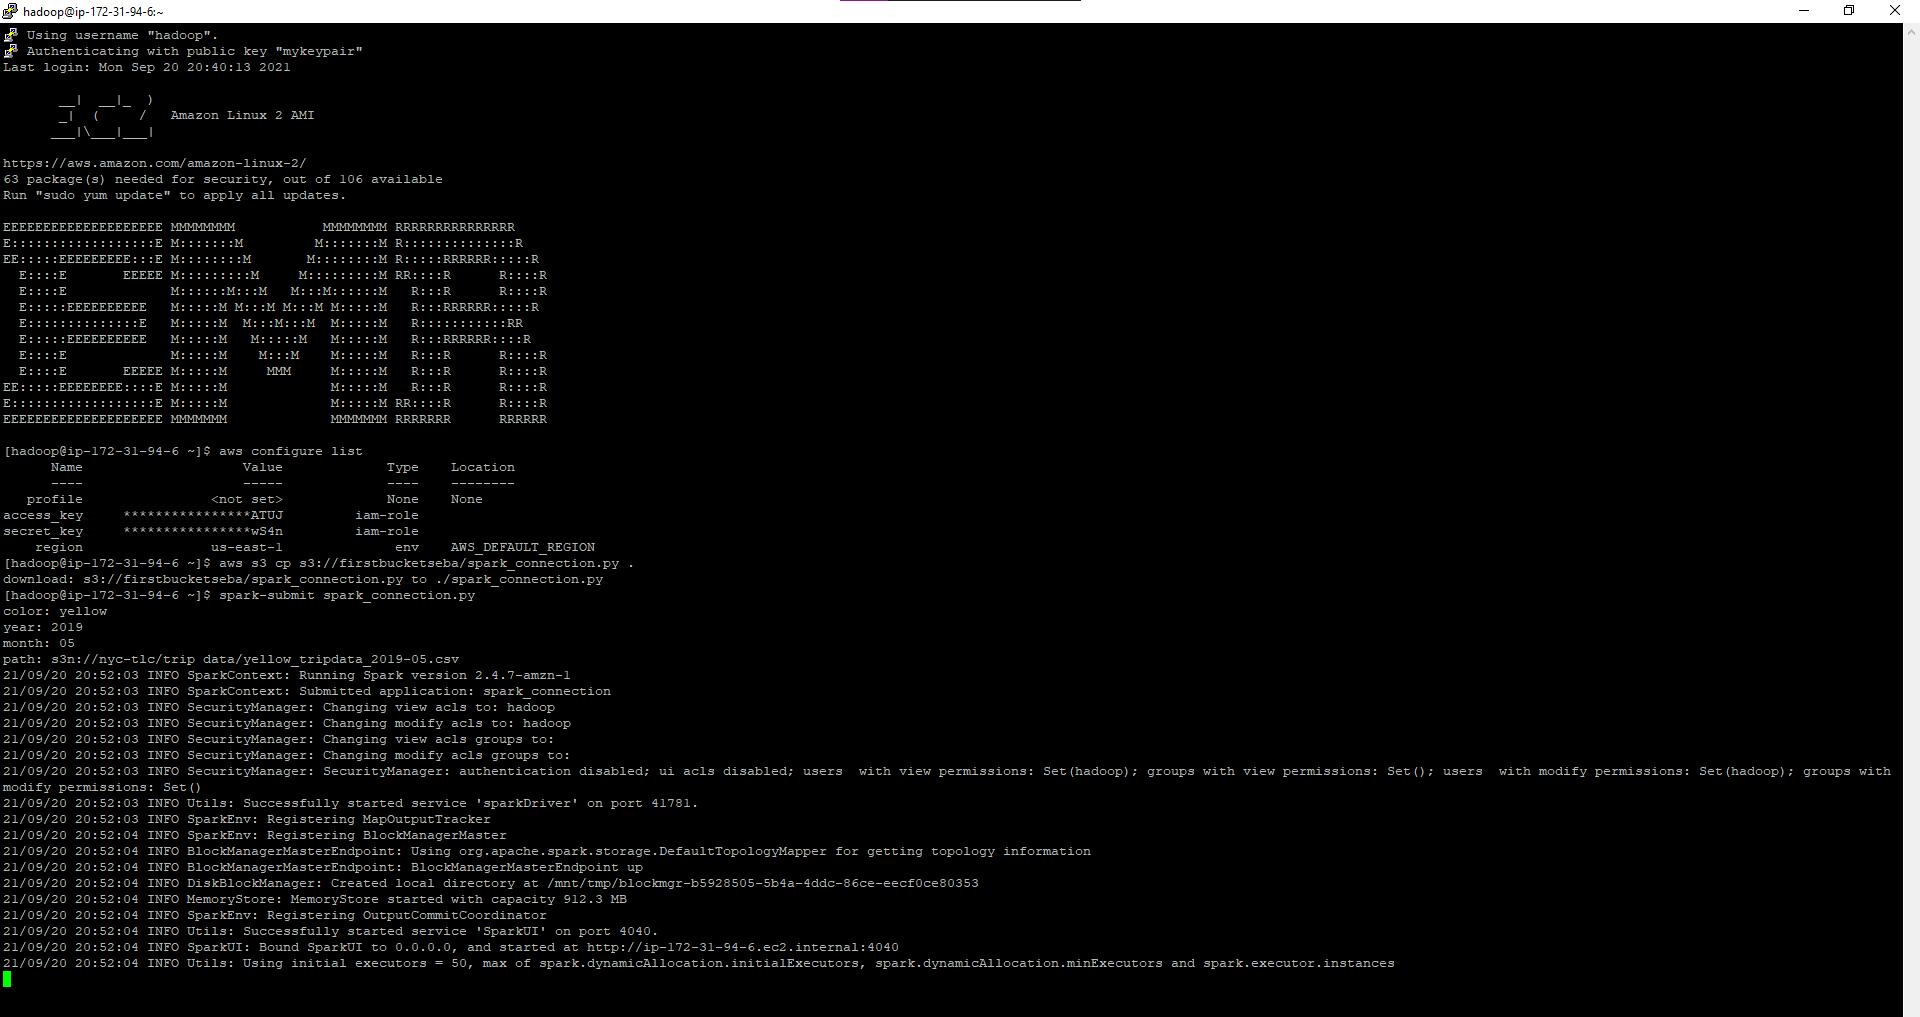 hadoop@ip-172-31-94-6:~
Using username "hadoop".
Authenticating with public key "mykeypair"
Last login: Mon Sep 20 20:40:13 2021
       __|  __|_  )
       _|  (     /   Amazon Linux 2 AMI
      ___|\___|___|
https://aws.amazon.com/amazon-linux-2/
63 package(s) needed for security, out of 106 available
Run "sudo yum update" to apply all updates.
EEEEEEEEEEEEEEEEEEEE MMMMMMMM           MMMMMMMM RRRRRRRRRRRRRRR
E::::::::::::::::::E M:::::::M         M:::::::M R::::::::::::::R
EE:::::EEEEEEEEE:::E M::::::::M       M::::::::M R:::::RRRRRR:::::R
  E::::E       EEEEE M:::::::::M     M:::::::::M RR::::R      R::::R
  E::::E             M::::::M:::M   M:::M::::::M   R:::R      R::::R
  E:::::EEEEEEEEEE   M:::::M M:::M M:::M M:::::M   R:::RRRRRR:::::R
  E::::::::::::::E   M:::::M  M:::M:::M  M:::::M   R:::::::::::RR
  E:::::EEEEEEEEEE   M:::::M   M:::::M   M:::::M   R:::RRRRRR::::R
  E::::E             M:::::M    M:::M    M:::::M   R:::R      R::::R
  E::::E       EEEEE M:::::M     MMM     M:::::M   R:::R      R::::R
EE:::::EEEEEEEE::::E M:::::M             M:::::M   R:::R      R::::R
E::::::::::::::::::E M:::::M             M:::::M RR::::R      R::::R
EEEEEEEEEEEEEEEEEEEE MMMMMMM             MMMMMMM RRRRRRR      RRRRRR
[hadoop@ip-172-31-94-6 ~]$ aws configure list
      Name                    Value             Type    Location
      ----                    -----             ----    --------
   profile                <not set>             None    None
access_key     ****************ATUJ         iam-role
secret_key     ****************wS4n         iam-role
    region                us-east-1              env    AWS_DEFAULT_REGION
[hadoop@ip-172-31-94-6 ~]$ aws s3 cp s3://firstbucketseba/spark_connection.py .
download: s3://firstbucketseba/spark_connection.py to ./spark_connection.py
[hadoop@ip-172-31-94-6 ~]$ spark-submit spark_connection.py
color: yellow
year: 2019
month: 05
path: s3n://nyc-tlc/trip data/yellow_tripdata_2019-05.csv
21/09/20 20:52:03 INFO SparkContext: Running Spark version 2.4.7-amzn-1
21/09/20 20:52:03 INFO SparkContext: Submitted application: spark_connection
21/09/20 20:52:03 INFO SecurityManager: Changing view acls to: hadoop
21/09/20 20:52:03 INFO SecurityManager: Changing modify acls to: hadoop
21/09/20 20:52:03 INFO SecurityManager: Changing view acls groups to:
21/09/20 20:52:03 INFO SecurityManager: Changing modify acls groups to:
21/09/20 20:52:03 INFO SecurityManager: SecurityManager: authentication disabled; ui acls disabled; users  with view permissions: Set(hadoop); groups with view permissions: Set(); users  with modify permissions: Set(hadoop); groups with
modify permissions: Set()
21/09/20 20:52:03 INFO Utils: Successfully started service 'sparkDriver' on port 41781.
21/09/20 20:52:03 INFO SparkEnv: Registering MapOutputTracker
21/09/20 20:52:04 INFO SparkEnv: Registering BlockManagerMaster
21/09/20 20:52:04 INFO BlockManagerMasterEndpoint: Using org.apache.spark.storage.DefaultTopologyMapper for getting topology information
21/09/20 20:52:04 INFO BlockManagerMasterEndpoint: BlockManagerMasterEndpoint up
21/09/20 20:52:04 INFO DiskBlockManager: Created local directory at /mnt/tmp/blockmgr-b5928505-5b4a-4ddc-86ce-eecf0ce80353
21/09/20 20:52:04 INFO MemoryStore: MemoryStore started with capacity 912.3 MB
21/09/20 20:52:04 INFO SparkEnv: Registering OutputCommitCoordinator
21/09/20 20:52:04 INFO Utils: Successfully started service 'SparkUI' on port 4040.
21/09/20 20:52:04 INFO SparkUI: Bound SparkUI to 0.0.0.0, and started at http://ip-172-31-94-6.ec2.internal:4040
21/09/20 20:52:04 INFO Utils: Using initial executors = 50, max of spark.dynamicAllocation.initialExecutors, spark.dynamicAllocation.minExecutors and spark.executor.instances